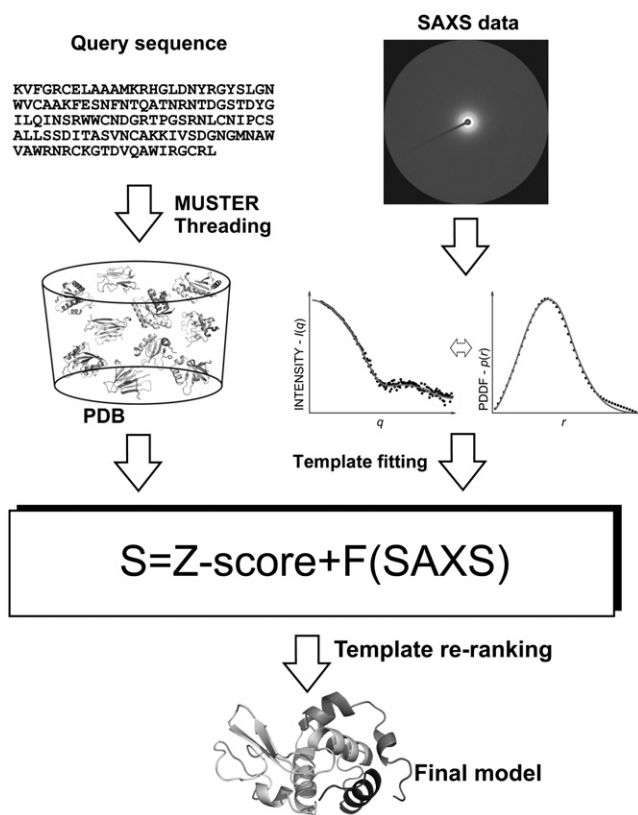 Query sequence
KVFGRCELAAAMKRHGLDNYRGYSLGN
WVCAAKFESNFNTQATNRNTDGSTDYG
ILQINSRWWCNDGRTPGSRNLCNIPCS
ALLSSDITASVNCAKKIVSDGNGMNAW
VAWRNRCKGTDVQAWIRGCRL
MUSTER
Threading
PDB
SAXS data
INTENSITY - I(q)
q
PDDF - p(r)
r
Template fitting
S=Z-score+F(SAXS)
Template re-ranking
Final model